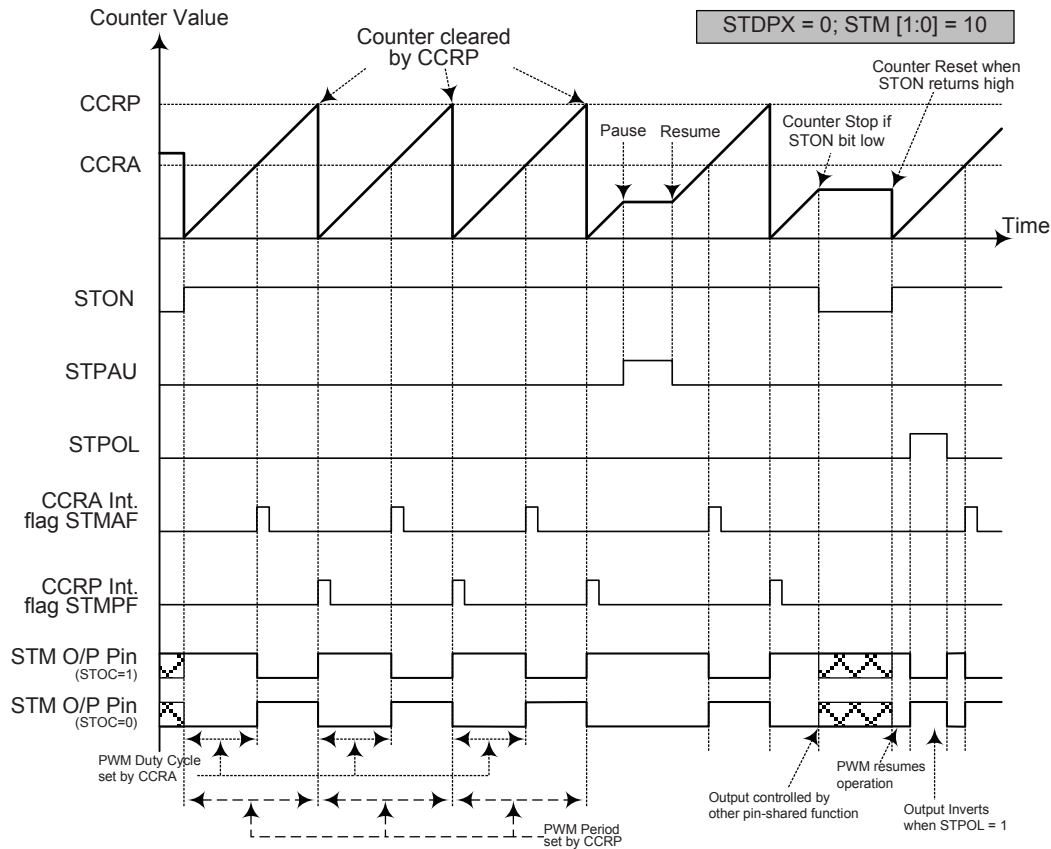 Counter Value
STDPX = 0; STM [1:0] = 10
Counter cleared
by CCRP
Counter Reset when
STON returns high
CCRP
Counter Stop if
STON bit low
Pause
Resume
CCRA
Time
STON
STPAU
STPOL
CCRA Int.
flag STMAF
CCRP Int.
flag STMPF
STM O/P Pin
(STOC=1)
STM O/P Pin
(STOC=0)
PWM Duty Cycle
set by CCRA
PWM resumes
operation
Output controlled by
other pin-shared function
Output Inverts
when STPOL = 1
PWM Period
set by CCRP